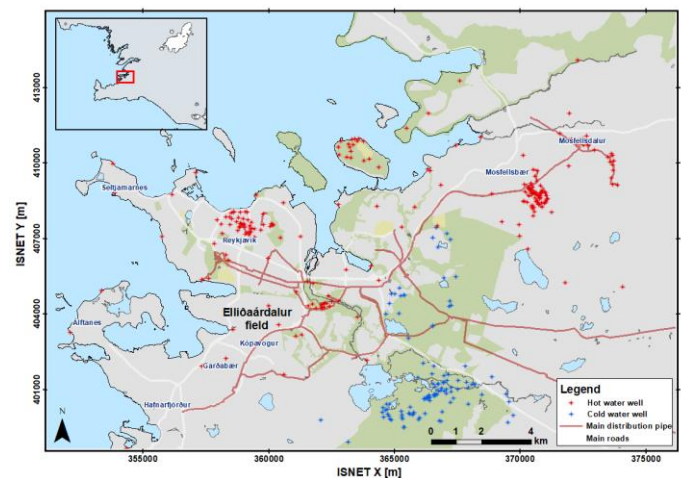 413000
410000
407000
404000
401000
Mosfellsdalur
Mosfellsbær
Seltjarnarnes
Reykjavík
Elliðaárdalur
field
Álftanes
Kópavogur
Garðabær
Hafnarfjörður
N
Legend
Hot water well
Cold water well
Main distribution pipe
Main roads
0 1 2 4
km
355000 360000 365000 370000 375000
ISNET X [m]
ISNET Y [m]